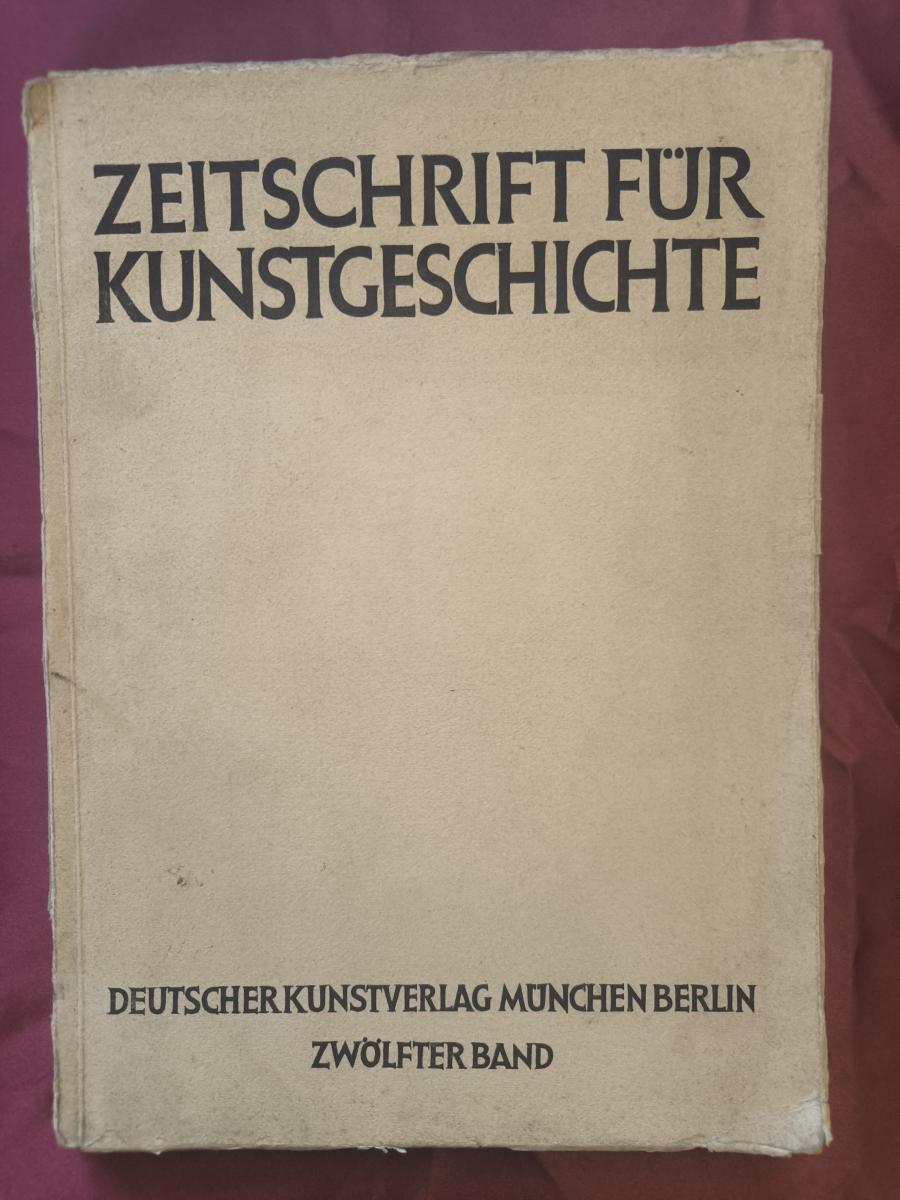 ZEITSCHRIFT FÜR
KUNSTGESCHICHTE
DEUTSCHER KUNSTVERLAG MÜNCHEN BERLIN
ZWÖLFTER BAND